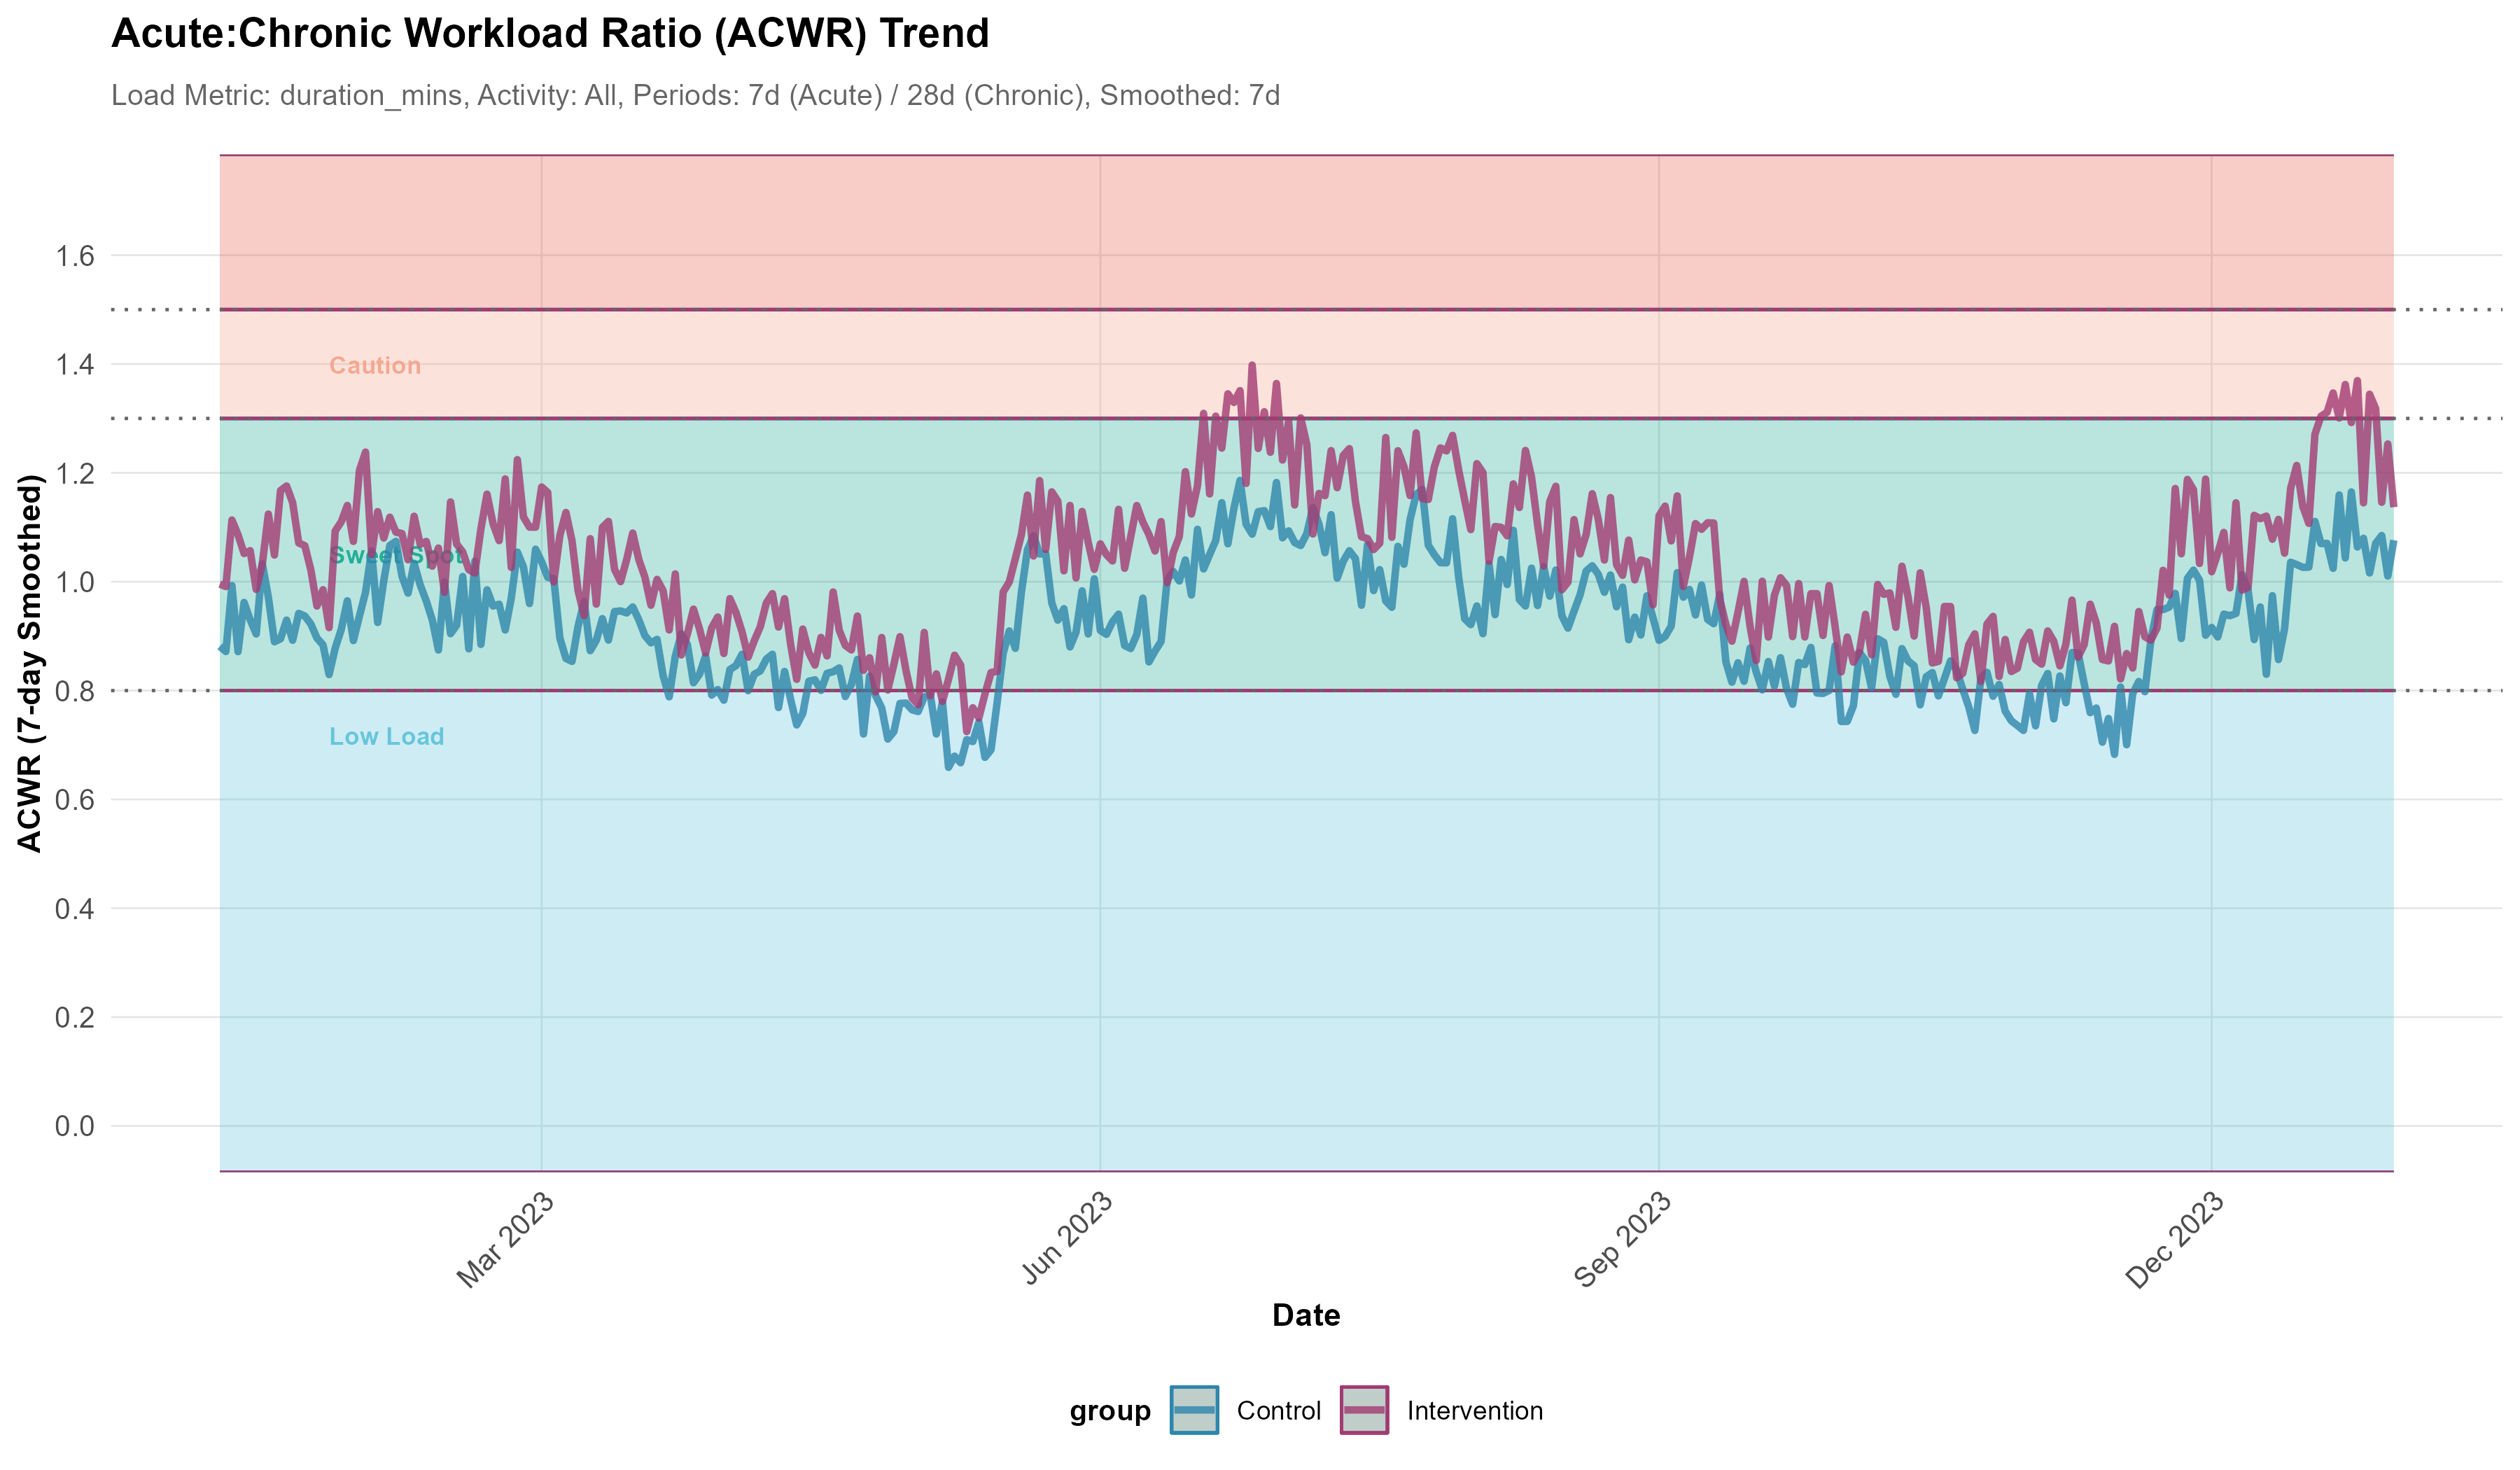 Acute:Chronic Workload Ratio (ACWR) Trend
Load Metric: duration_mins, Activity: All, Periods: 7d (Acute) / 28d (Chronic), Smoothed: 7d
ACWR (7-day Smoothed)
1.6
1.4
1.2
1.0
0.8
0.6
0.4
0.2
0.0
Caution
Sweet Spot
Low Load
Mar 2023
Jun 2023
Sep 2023
Dec 2023
Date
group
Control
Intervention